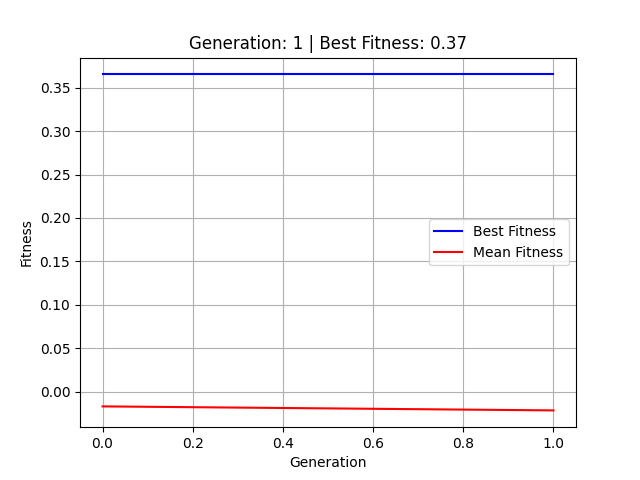 Generation: 1 | Best Fitness: 0.37
0.35
0.30
0.25
0.20
0.15
0.10
0.05
0.00
Fitness
Best Fitness
Mean Fitness
0.0 0.2 0.4 0.6 0.8 1.0
Generation